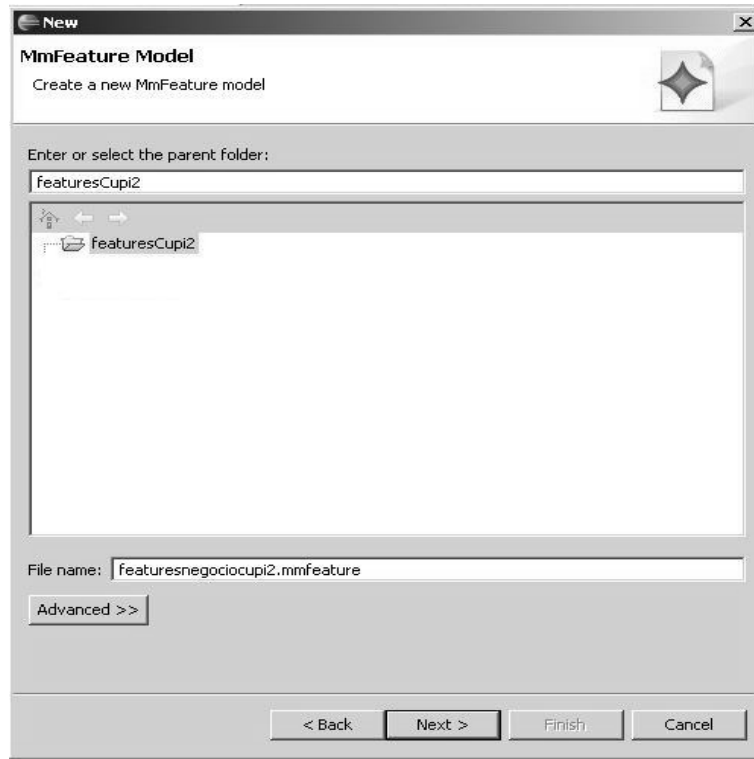 New
MmFeature Model
Create a new MmFeature model
Enter or select the parent folder:
featuresCupi2
featuresCupi2
File name: featuresnegociocupi2.mmfeature
Advanced >>
< Back Next > Finish Cancel